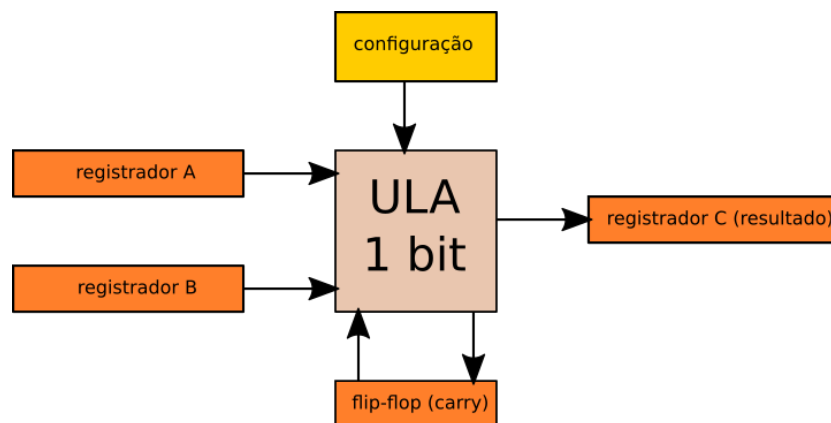 configuração
registrador A
ULA
1 bit
registrador C (resultado)
registrador B
flip-flop (carry)